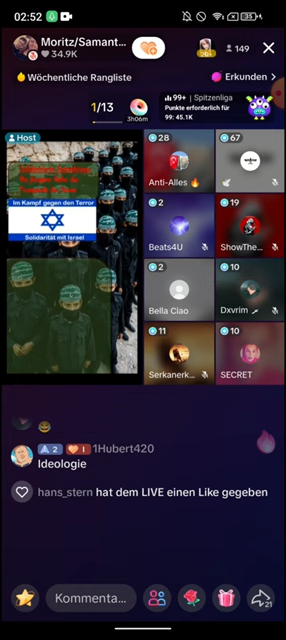 02:52
35
Moritz/Samant...
34.9K
149
Wöchentliche Rangliste
Erkunden >
1/13
3h06m
99+ | Spitzenliga
Punkte erforderlich für
99: 45.1K
Host
Im Kampf gegen den Terror
Solidarität mit Israel
28
Anti-Alles
67
2
Beats4U
19
ShowThe...
2
Bella Ciao
10
Dxvrim
11
Serkanerk...
10
SECRET
2
1
1Hubert420
Ideologie
hans_stern hat dem LIVE einen Like gegeben
Kommenta...
21